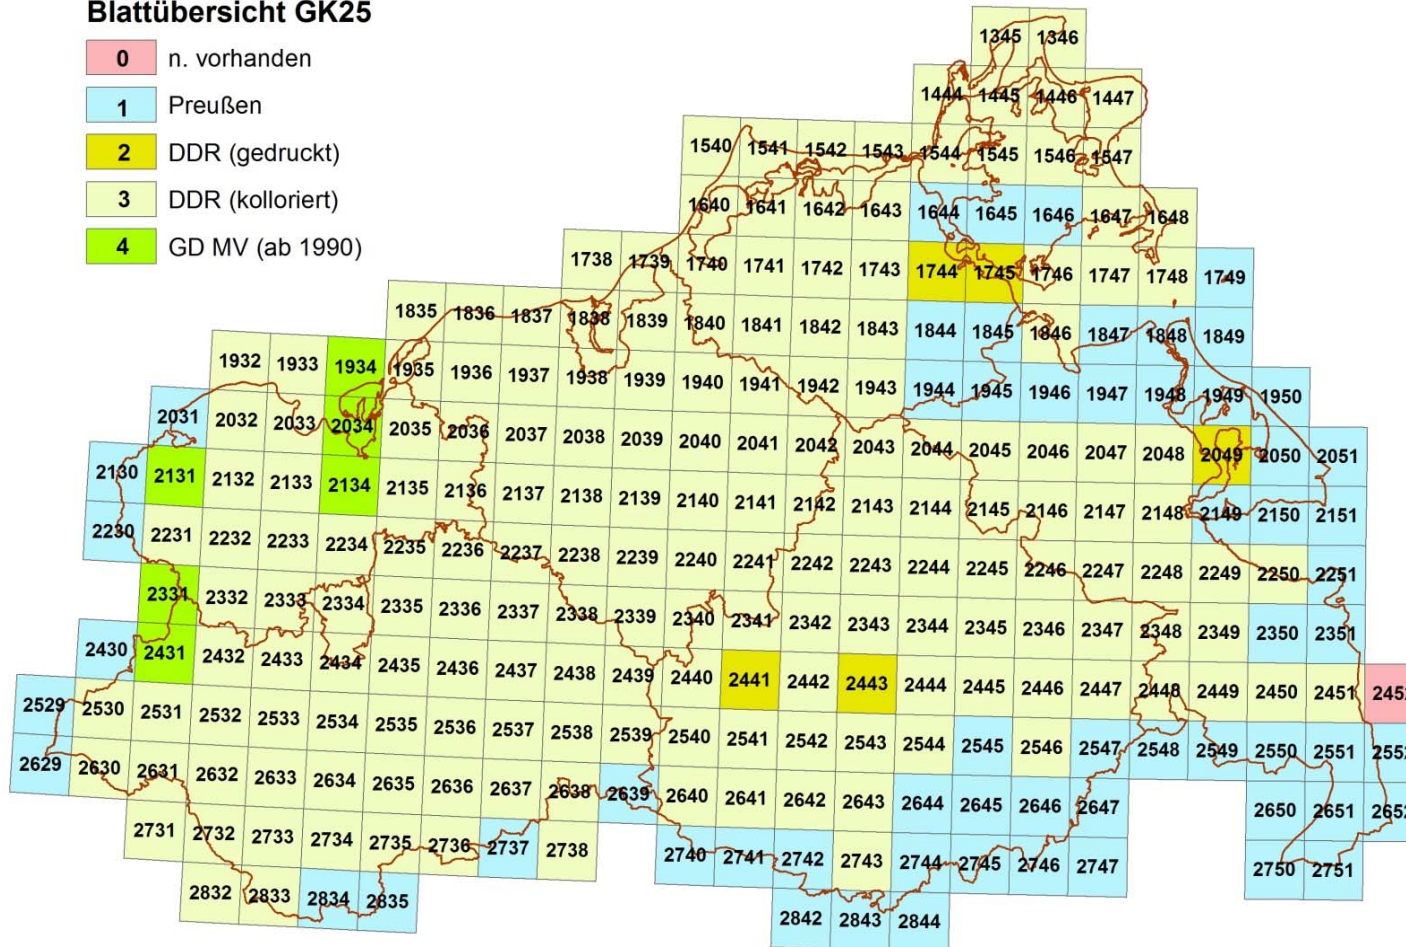 Blattübersicht GK25
0 n. vorhanden
1 Preußen
2 DDR (gedruckt)
3 DDR (kolloriert)
4 GD MV (ab 1990)
1345 1346
1444 1445 1446 1447
1540 1541 1542 1543 1544 1545 1546 1547
1640 1641 1642 1643 1644 1645 1646 1647 1648
1738 1739 1740 1741 1742 1743 1744 1745 1746 1747 1748 1749
1835 1836 1837 1838 1839 1840 1841 1842 1843 1844 1845 1846 1847 1848 1849
1932 1933 1934 1935 1936 1937 1938 1939 1940 1941 1942 1943 1944 1945 1946 1947 1948 1949 1950
2031 2032 2033 2034 2035 2036 2037 2038 2039 2040 2041 2042 2043 2044 2045 2046 2047 2048 2049 2050 2051
2130 2131 2132 2133 2134 2135 2136 2137 2138 2139 2140 2141 2142 2143 2144 2145 2146 2147 2148 2149 2150 2151
2230 2231 2232 2233 2234 2235 2236 2237 2238 2239 2240 2241 2242 2243 2244 2245 2246 2247 2248 2249 2250 2251
2331 2332 2333 2334 2335 2336 2337 2338 2339 2340 2341 2342 2343 2344 2345 2346 2347 2348 2349 2350 2351
2430 2431 2432 2433 2434 2435 2436 2437 2438 2439 2440 2441 2442 2443 2444 2445 2446 2447 2448 2449 2450 2451 2452
2529 2530 2531 2532 2533 2534 2535 2536 2537 2538 2539 2540 2541 2542 2543 2544 2545 2546 2547 2548 2549 2550 2551 2552
2629 2630 2631 2632 2633 2634 2635 2636 2637 2638 2639 2640 2641 2642 2643 2644 2645 2646 2647 2650 2651 2652
2731 2732 2733 2734 2735 2736 2737 2738 2740 2741 2742 2743 2744 2745 2746 2747 2750 2751
2832 2833 2834 2835 2842 2843 2844